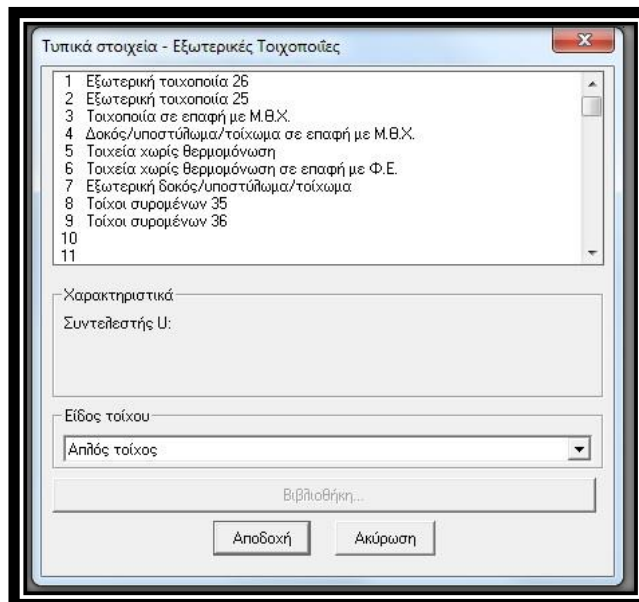 Τυπικά στοιχεία - Εξωτερικές Τοιχοποιΐες
1 Εξωτερική τοιχοποιία 26
2 Εξωτερική τοιχοποιία 25
3 Τοιχοποιία σε επαφή με Μ.Θ.Χ.
4 Δοκός/υποστύλωμα/τοίχωμα σε επαφή με Μ.Θ.Χ.
5 Τοιχεία χωρίς θερμομόνωση
6 Τοιχεία χωρίς θερμομόνωση σε επαφή με Φ.Ε.
7 Εξωτερική δοκός/υποστύλωμα/τοίχωμα
8 Τοίχοι συρομένων 35
9 Τοίχοι συρομένων 36
10
11
Χαρακτηριστικά
Συντελεστής U:
Είδος τοίχου
Απλός τοίχος
Βιβλιοθήκη...
Αποδοχή Ακύρωση